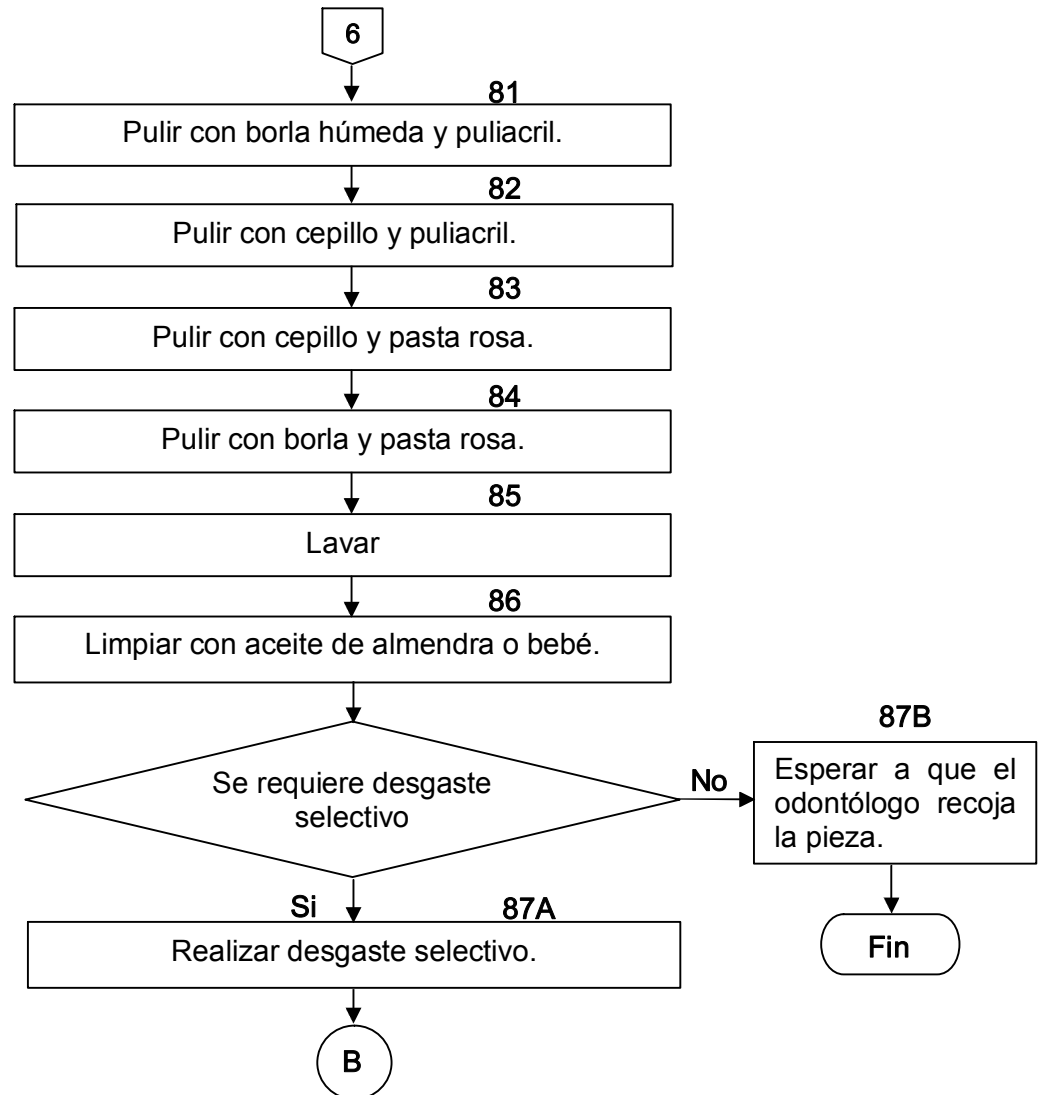 6
81
Pulir con borla húmeda y puliacril.
82
Pulir con cepillo y puliacril.
83
Pulir con cepillo y pasta rosa.
84
Pulir con borla y pasta rosa.
85
Lavar
86
Limpiar con aceite de almendra o bebé.
Se requiere desgaste
selectivo
No
87B
Esperar a que el
odontólogo recoja
la pieza.
Fin
Si
87A
Realizar desgaste selectivo.
B